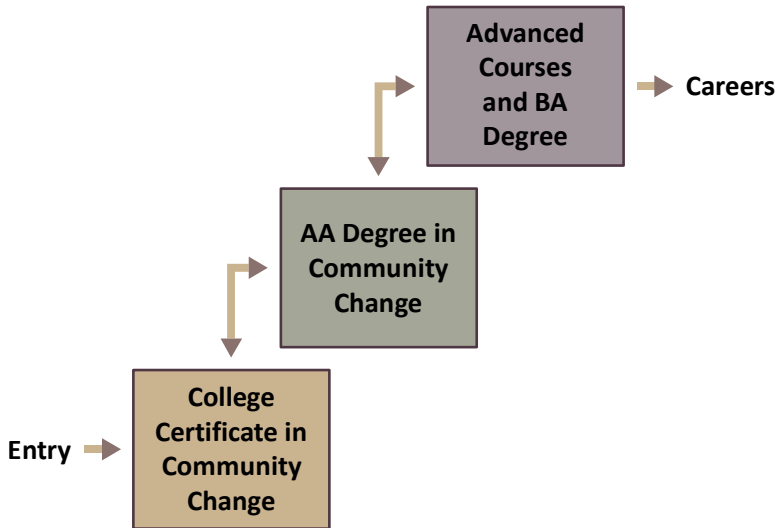 Advanced
Courses
and BA
Degree
Careers
AA Degree in
Community
Change
College
Certificate in
Community
Change
Entry